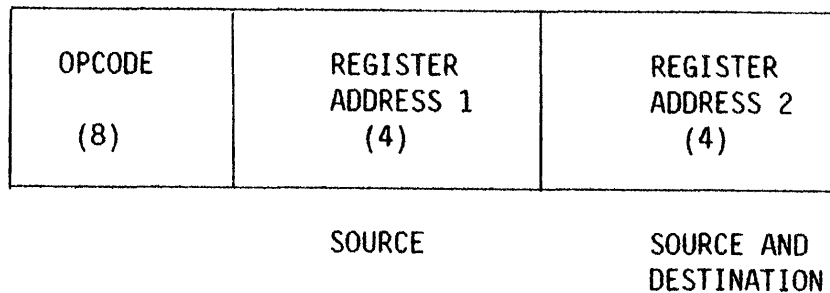 OPCODE
(8)
REGISTER
ADDRESS 1
(4)
REGISTER
ADDRESS 2
(4)
SOURCE
SOURCE AND
DESTINATION